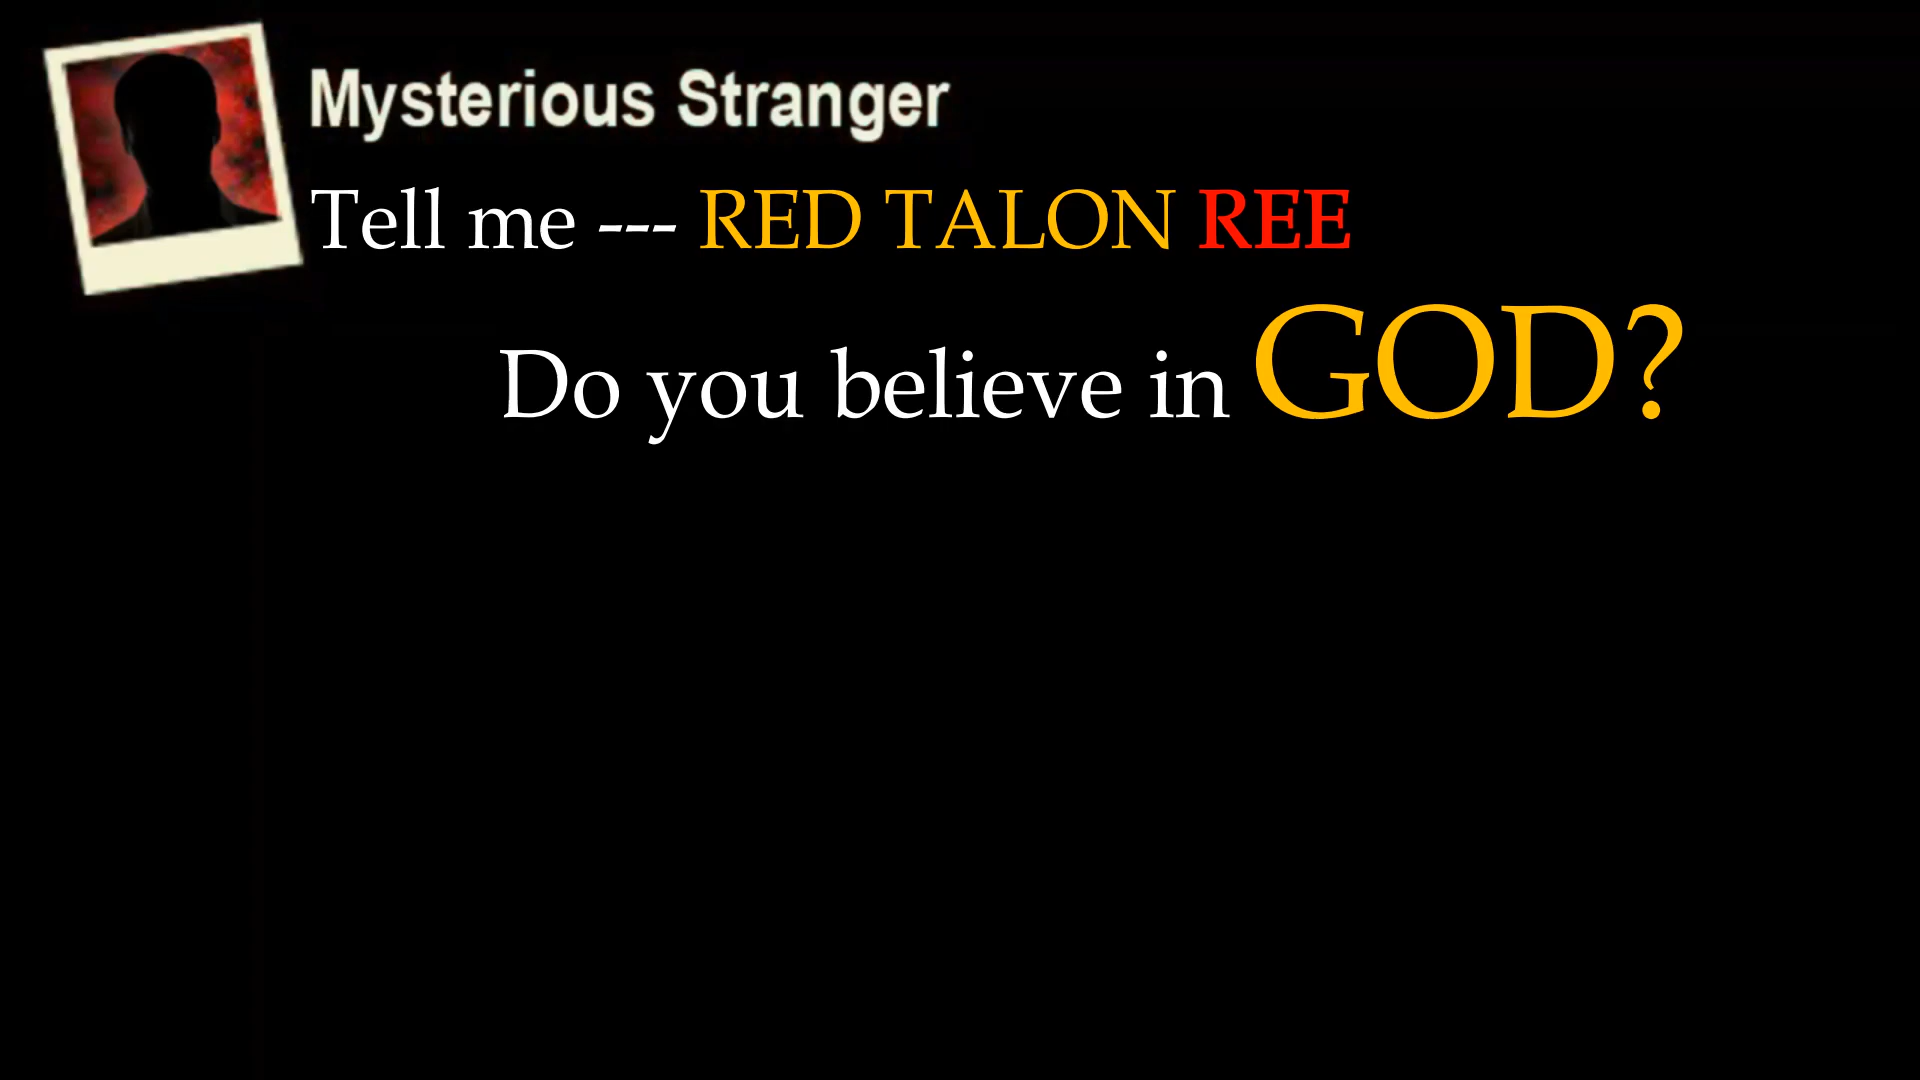 Mysterious Stranger
Tell me --- RED TALON REE
Do you believe in GOD?